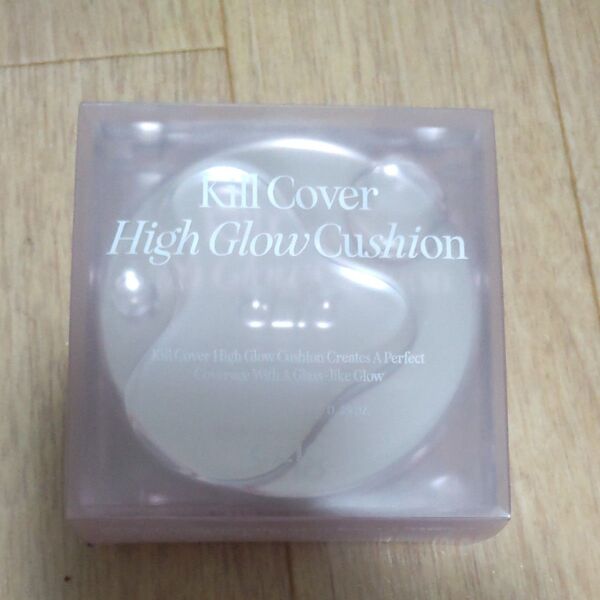 Kill Cover
High Glow Cushion
Kill Cover High Glow Cushion Creates A Perfect
Coverage With A Glass-like Glow